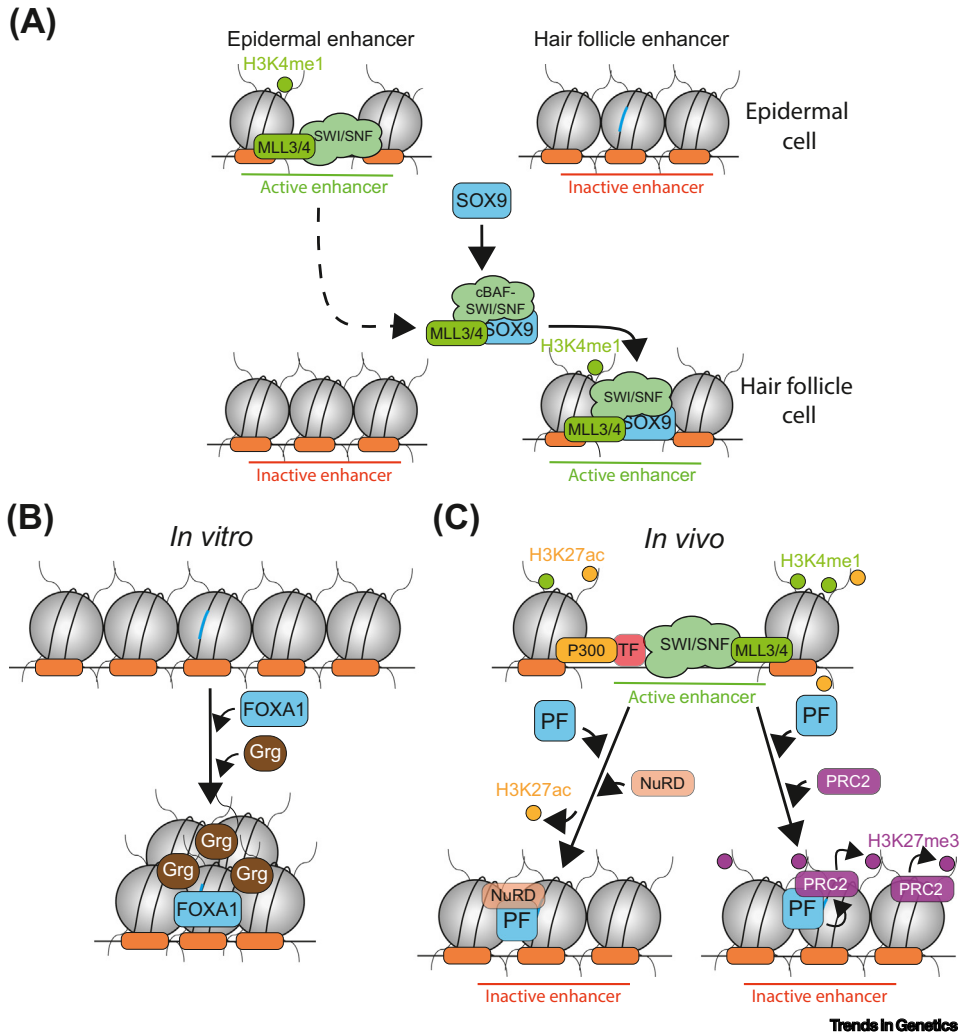 (A)
Epidermal enhancer
Hair follicle enhancer
H3K4me1
Epidermal
cell
MLL3/4
SWI/SNF
Active enhancer
Inactive enhancer
SOX9
cBAF-
SWI/SNF
MLL3/4
SOX9
H3K4me1
Hair follicle
cell
SWI/SNF
MLL3/4
SOX9
Inactive enhancer
Active enhancer
(B)
In vitro
FOXA1
Grg
Grg
Grg
Grg
FOXA1
(C)
In vivo
H3K27ac
H3K4me1
P300
TF
SWI/SNF
MLL3/4
Active enhancer
PF
PF
NuRD
PRC2
H3K27ac
H3K27me3
NuRD
PF
PRC2
PRC2
PF
Inactive enhancer
Inactive enhancer
Trends in Genetics